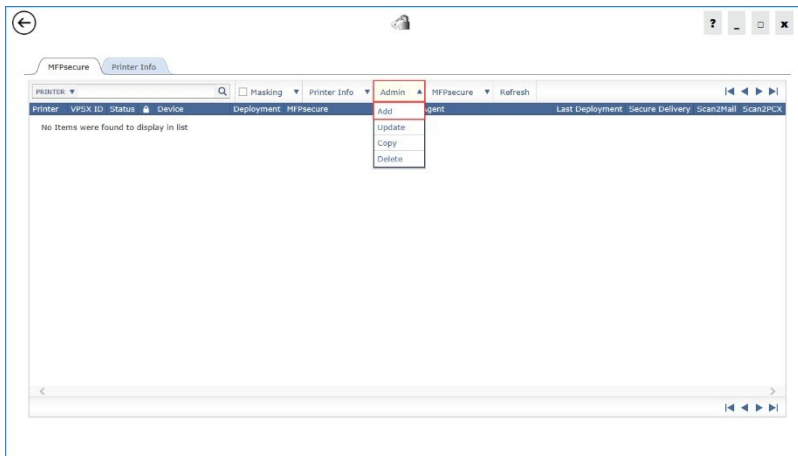 ?
MFPsecure Printer Info
PRINTER Masking Printer Info Admin MFPsecure Refresh
Printer VPSX ID Status Device Deployment MFPsecure gent Last Deployment Secure Delivery Scan2Mail Scan2PCX
Add
No Items were found to display in list
Update
Copy
Delete